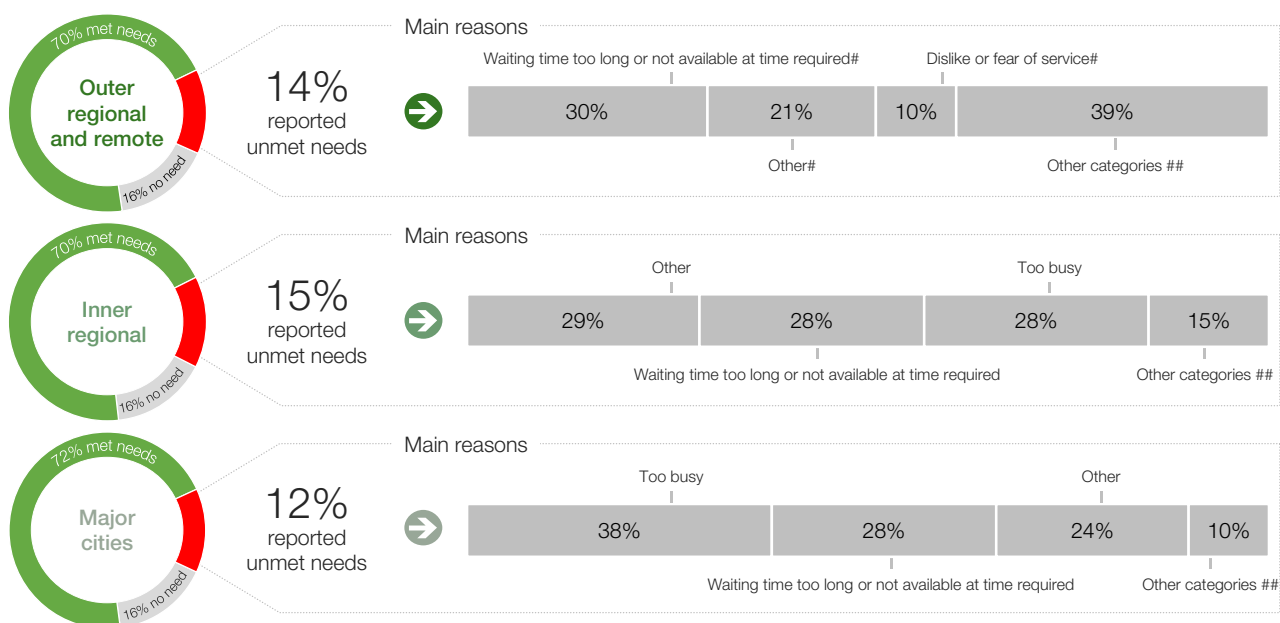 Main reasons
70% met needs
Outer
regional
and remote
16% no need
14%
reported
unmet needs
Waiting time too long or not available at time required#
Dislike or fear of service#
30%
21%
10%
39%
Other#
Other categories ##
Main reasons
70% met needs
Inner
regional
16% no need
15%
reported
unmet needs
Other
Too busy
29%
28%
28%
15%
Waiting time too long or not available at time required
Other categories ##
Main reasons
72% met needs
Major
cities
16% no need
12%
reported
unmet needs
Too busy
Other
38%
28%
24%
10%
Waiting time too long or not available at time required
Other categories ##